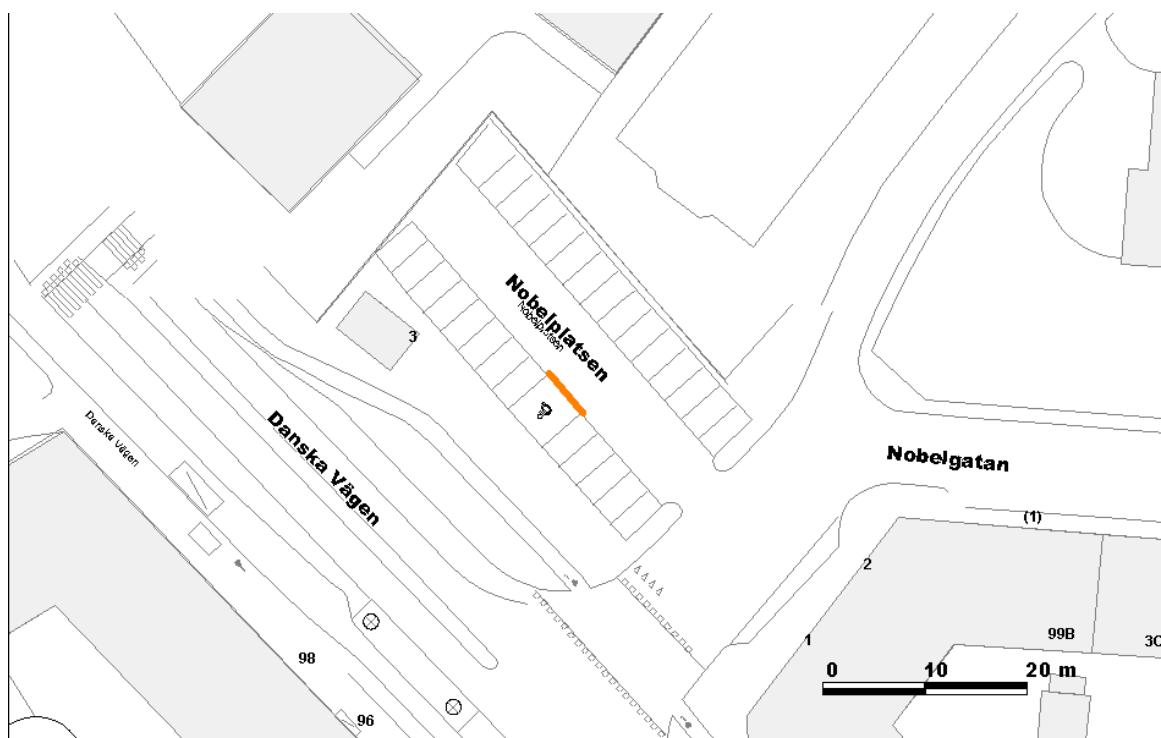 Nobelplatsen
Nobelplatsen
3
Danska Vägen
Danska Vägen
Nobelgatan
(1)
2
1
99B
3C
98
96
0 10 20 m